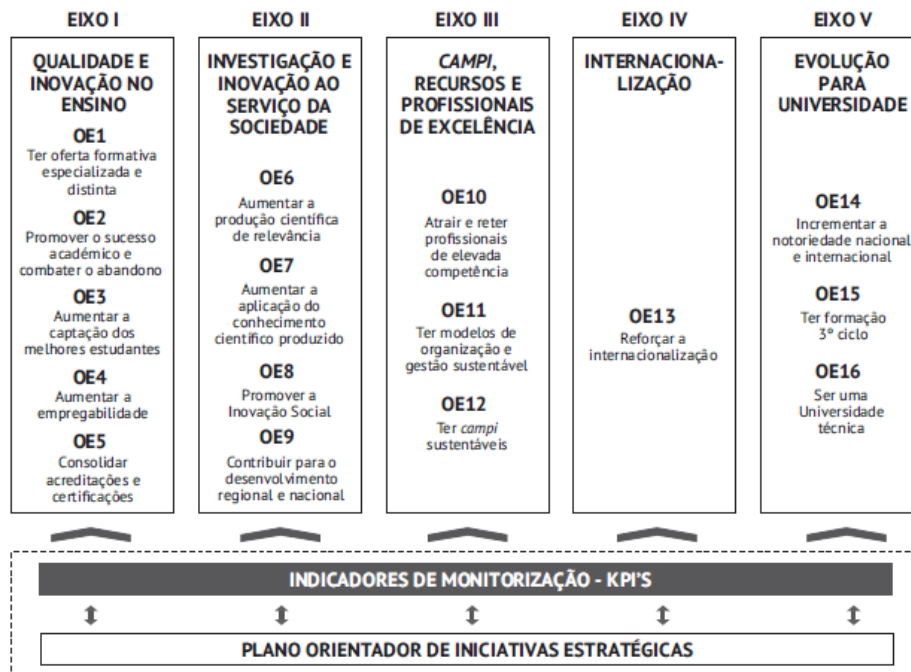 EIXO I
QUALIDADE E
INOVAÇÃO NO
ENSINO
OE1
Ter oferta formativa
especializada e
distinta
OE2
Promover o sucesso
académico e
combater o abandono
OE3
Aumentar a
captação dos
melhores estudantes
OE4
Aumentar a
empregabilidade
OE5
Consolidar
acreditações e
certificações
EIXO II
INVESTIGAÇÃO E
INOVAÇÃO AO
SERVIÇO DA
SOCIEDADE
OE6
Aumentar a
produção científica
de relevância
OE7
Aumentar a
aplicação do
conhecimento
científico produzido
OE8
Promover a
Inovação Social
OE9
Contribuir para o
desenvolvimento
regional e nacional
EIXO III
CAMPI,
RECURSOS E
PROFISSIONAIS
DE EXCELÊNCIA
OE10
Atrair e reter
profissionais
de elevada
competência
OE11
Ter modelos de
organização e
gestão sustentável
OE12
Ter campi
sustentáveis
EIXO IV
INTERNACIONA-
LIZAÇÃO
OE13
Reforçar a
internacionalização
EIXO V
EVOLUÇÃO
PARA
UNIVERSIDADE
OE14
Incrementar a
notoriedade nacional
e internacional
OE15
Ter formação
3º ciclo
OE16
Ser uma
Universidade
técnica
INDICADORES DE MONITORIZAÇÃO - KPI'S
PLANO ORIENTADOR DE INICIATIVAS ESTRATÉGICAS